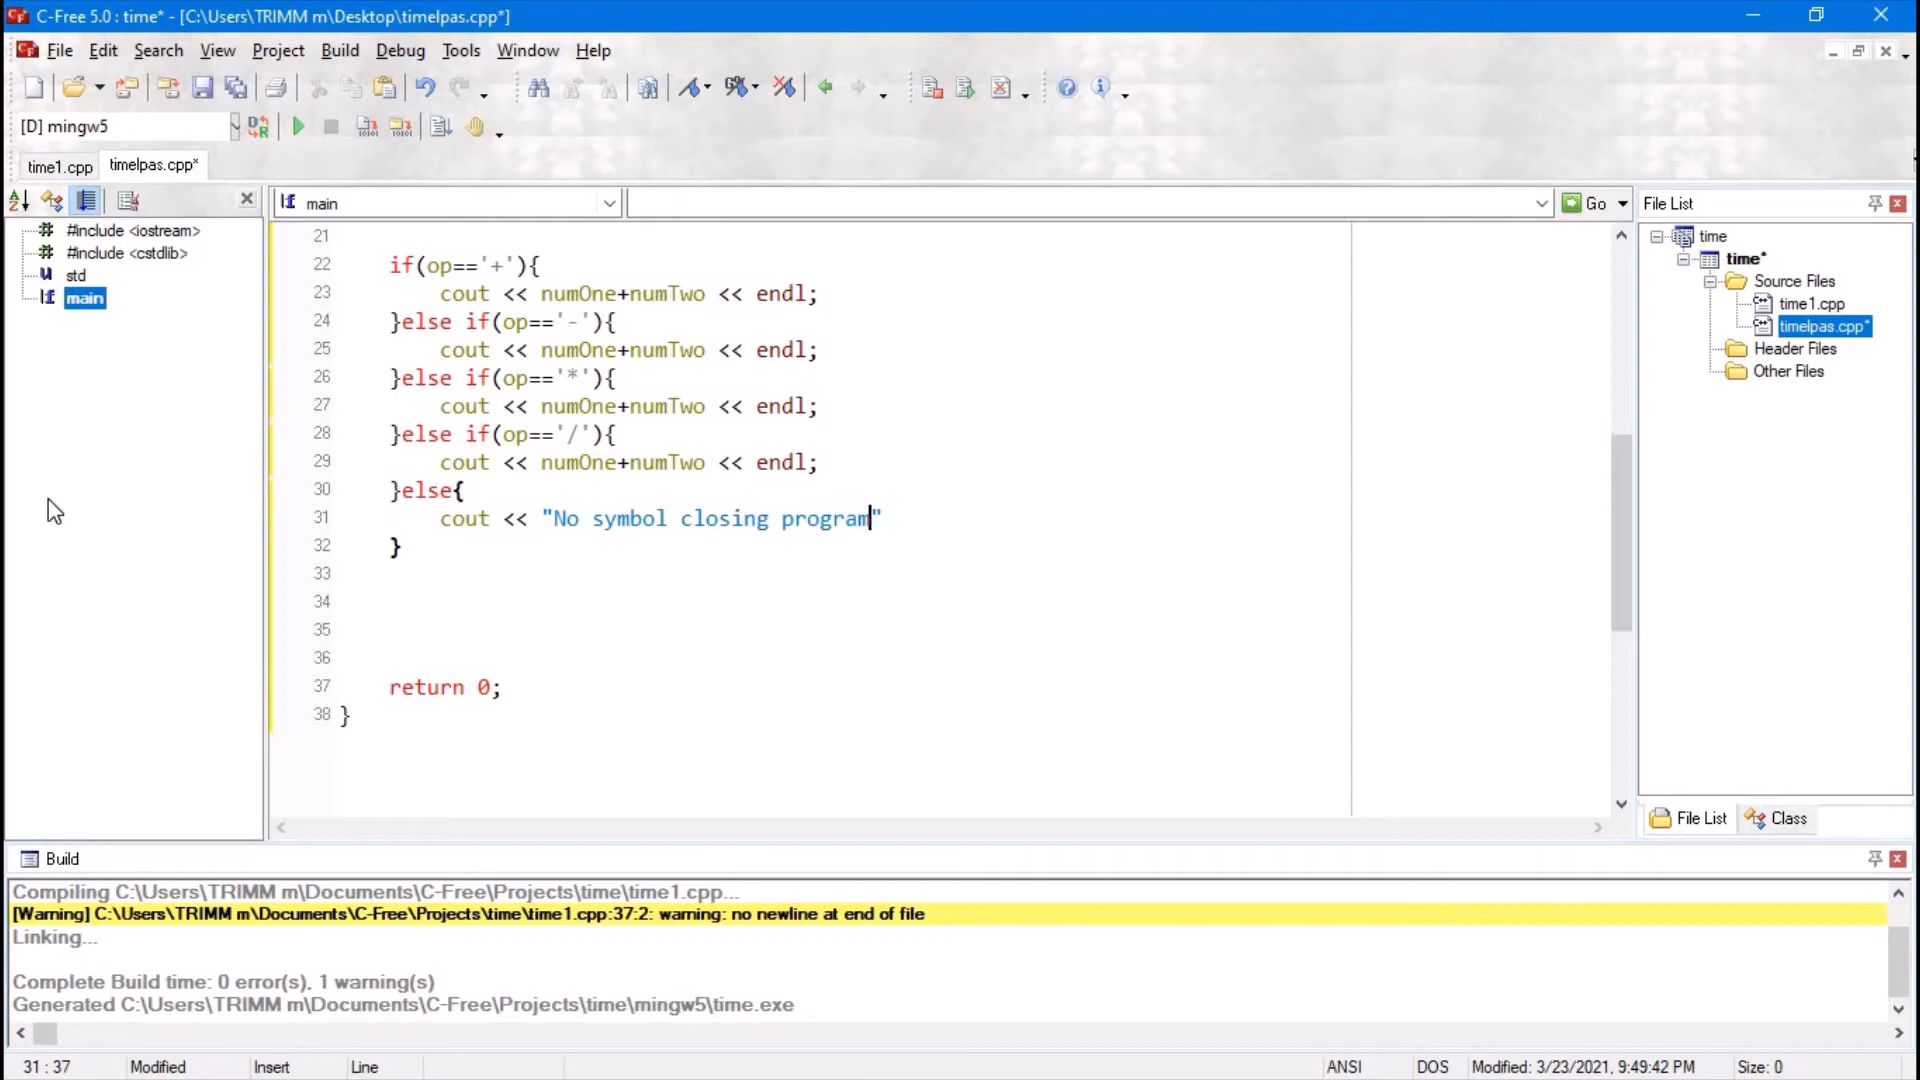 C-Free 5.0 : time* - [C:\Users\TRIMM m\Desktop\timelpas.cpp*]
File Edit Search View Project Build Debug Tools Window Help
[D] mingw5
time1.cpp timelpas.cpp*
main Go File List
#include <iostream>
#include <cstdlib>
std
main
21
22 if(op=='+'){
23 cout << numOne+numTwo << endl;
24 }else if(op=='-'){
25 cout << numOne+numTwo << endl;
26 }else if(op=='*'){
27 cout << numOne+numTwo << endl;
28 }else if(op=='/'){
29 cout << numOne+numTwo << endl;
30 }else{
31 cout << "No symbol closing program"
32 }
33
34
35
36
37 return 0;
38 }
time
time*
Source Files
time1.cpp
timelpas.cpp*
Header Files
Other Files
File List Class
Build
Compiling C:\Users\TRIMM m\Documents\C-Free\Projects\time\time1.cpp...
[Warning] C:\Users\TRIMM m\Documents\C-Free\Projects\time\time1.cpp:37:2: warning: no newline at end of file
Linking...
Complete Build time: 0 error(s), 1 warning(s)
Generated C:\Users\TRIMM m\Documents\C-Free\Projects\time\mingw5\time.exe
31 : 37 Modified Insert Line ANSI DOS Modified: 3/23/2021, 9:49:42 PM Size: 0